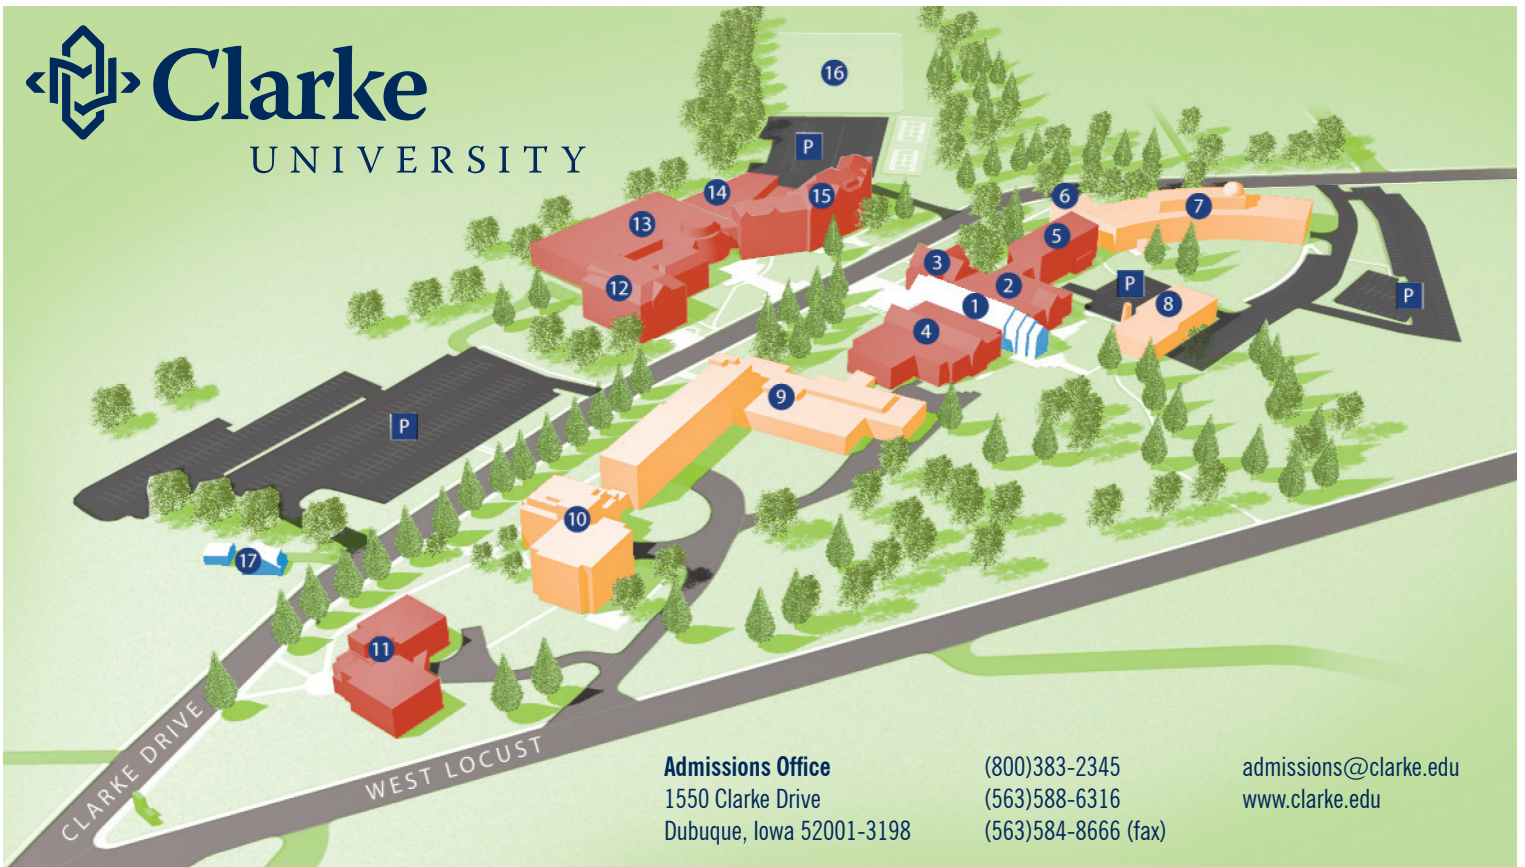 Clarke
UNIVERSITY
16
P
14
15
13
6
7
5
3
12
2
P
8
P
1
4
9
P
10
17
11
CLARKE DRIVE
WEST LOCUST
Admissions Office
1550 Clarke Drive
Dubuque, Iowa 52001-3198
(800)383-2345
(563)588-6316
(563)584-8666 (fax)
admissions@clarke.edu
www.clarke.edu